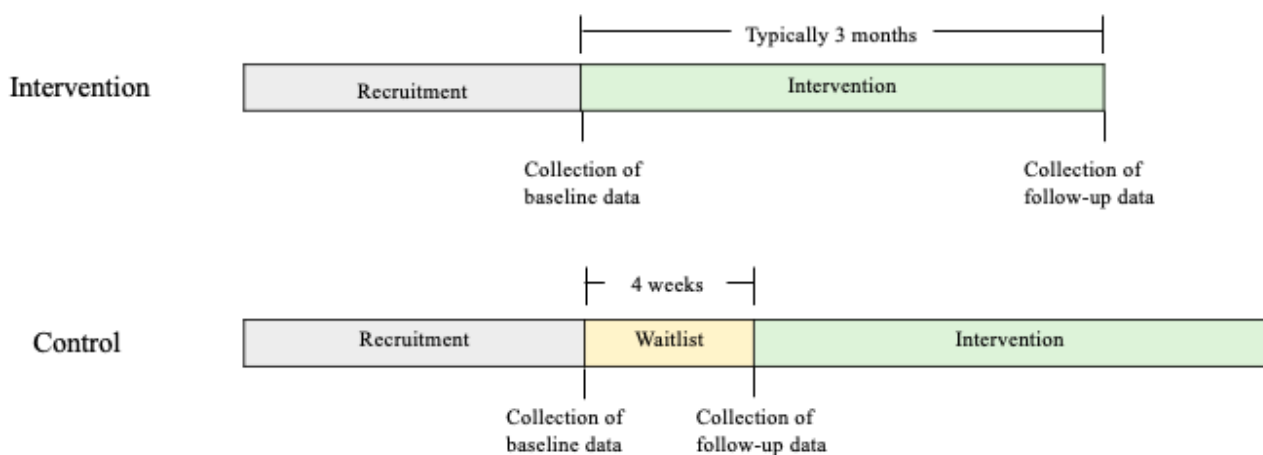 Typically 3 months
Intervention
Recruitment
Intervention
Collection of
baseline data
Collection of
follow-up data
4 weeks
Control
Recruitment
Waitlist
Intervention
Collection of
baseline data
Collection of
follow-up data